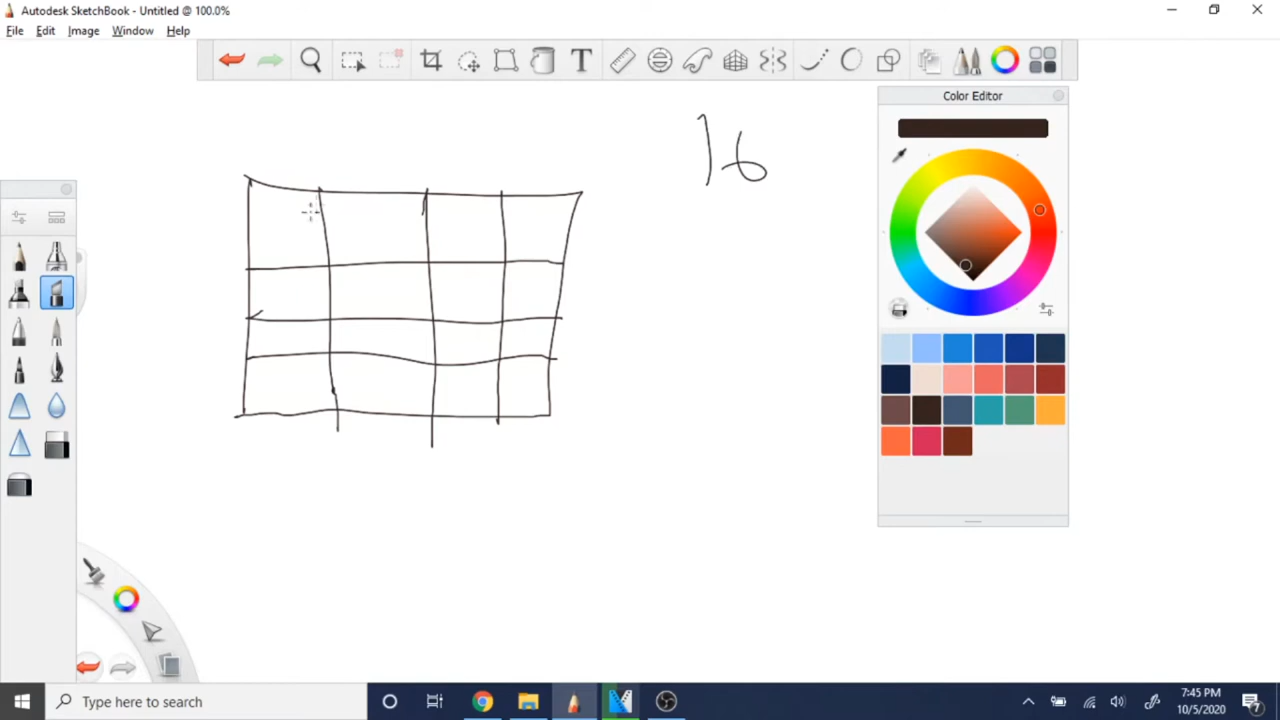 Autodesk SketchBook - Untitled @ 100.0%
File Edit Image Window Help
T
Color Editor
16
Type here to search
7:45 PM
10/5/2020
7